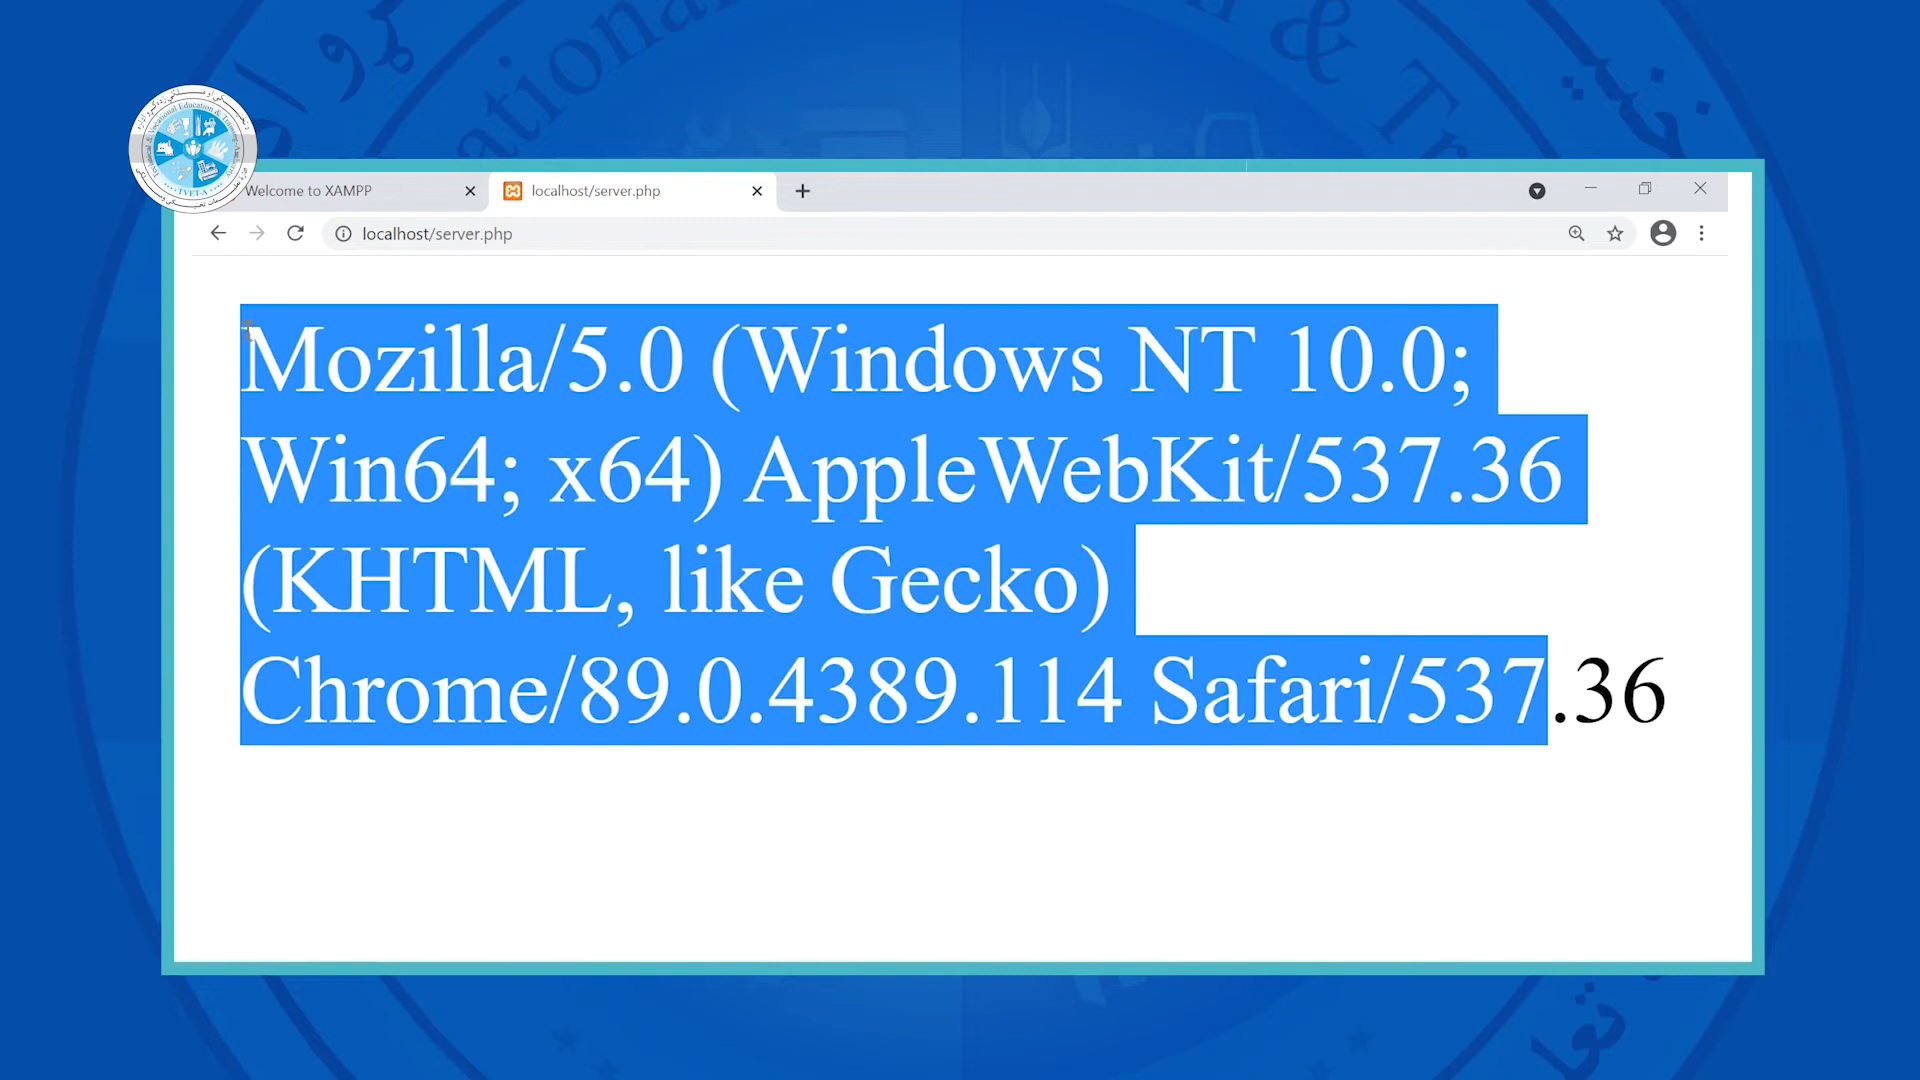 Welcome to XAMPP
localhost/server.php
localhost/server.php
Mozilla/5.0 (Windows NT 10.0;
Win64; x64) AppleWebKit/537.36
(KHTML, like Gecko)
Chrome/89.0.4389.114 Safari/537.36
TVET-A